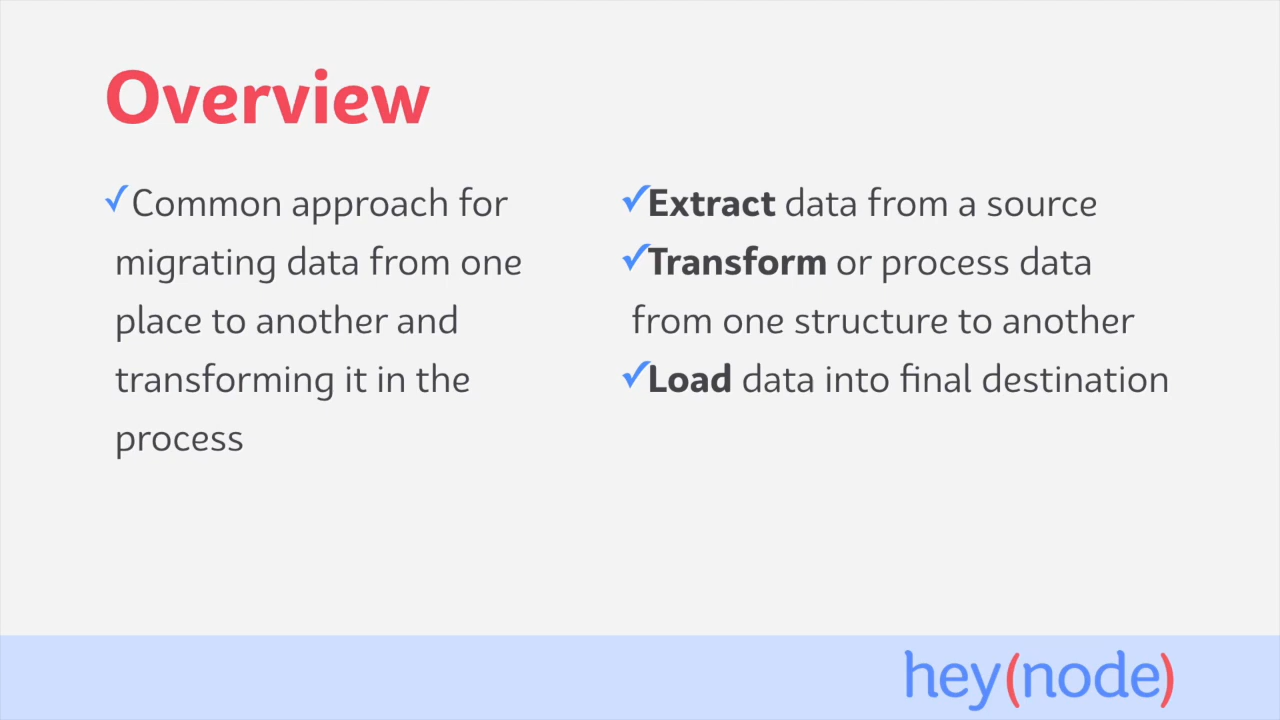 Overview
✓Common approach for
migrating data from one
place to another and
transforming it in the
process
✓Extract data from a source
✓Transform or process data
from one structure to another
✓Load data into final destination
hey(node)